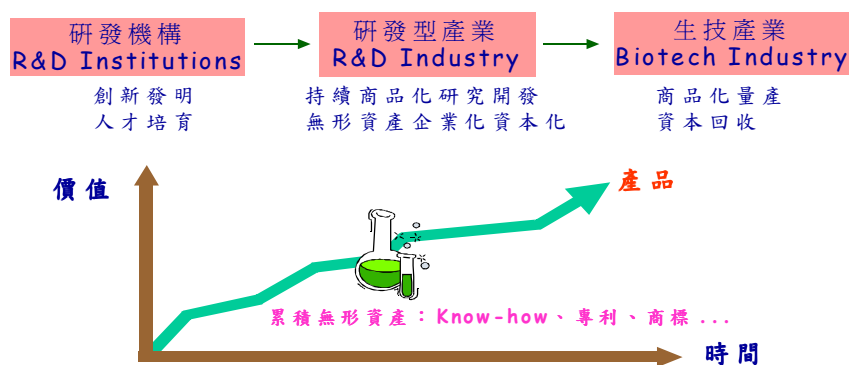 研發機構
R&D Institutions
研發型產業
R&D Industry
生技產業
Biotech Industry
創新發明
人才培育
持續商品化研究開發
無形資產企業化資本化
商品化量產
資本回收
價值
產品
累積無形資產：Know-how、專利、商標...
時間